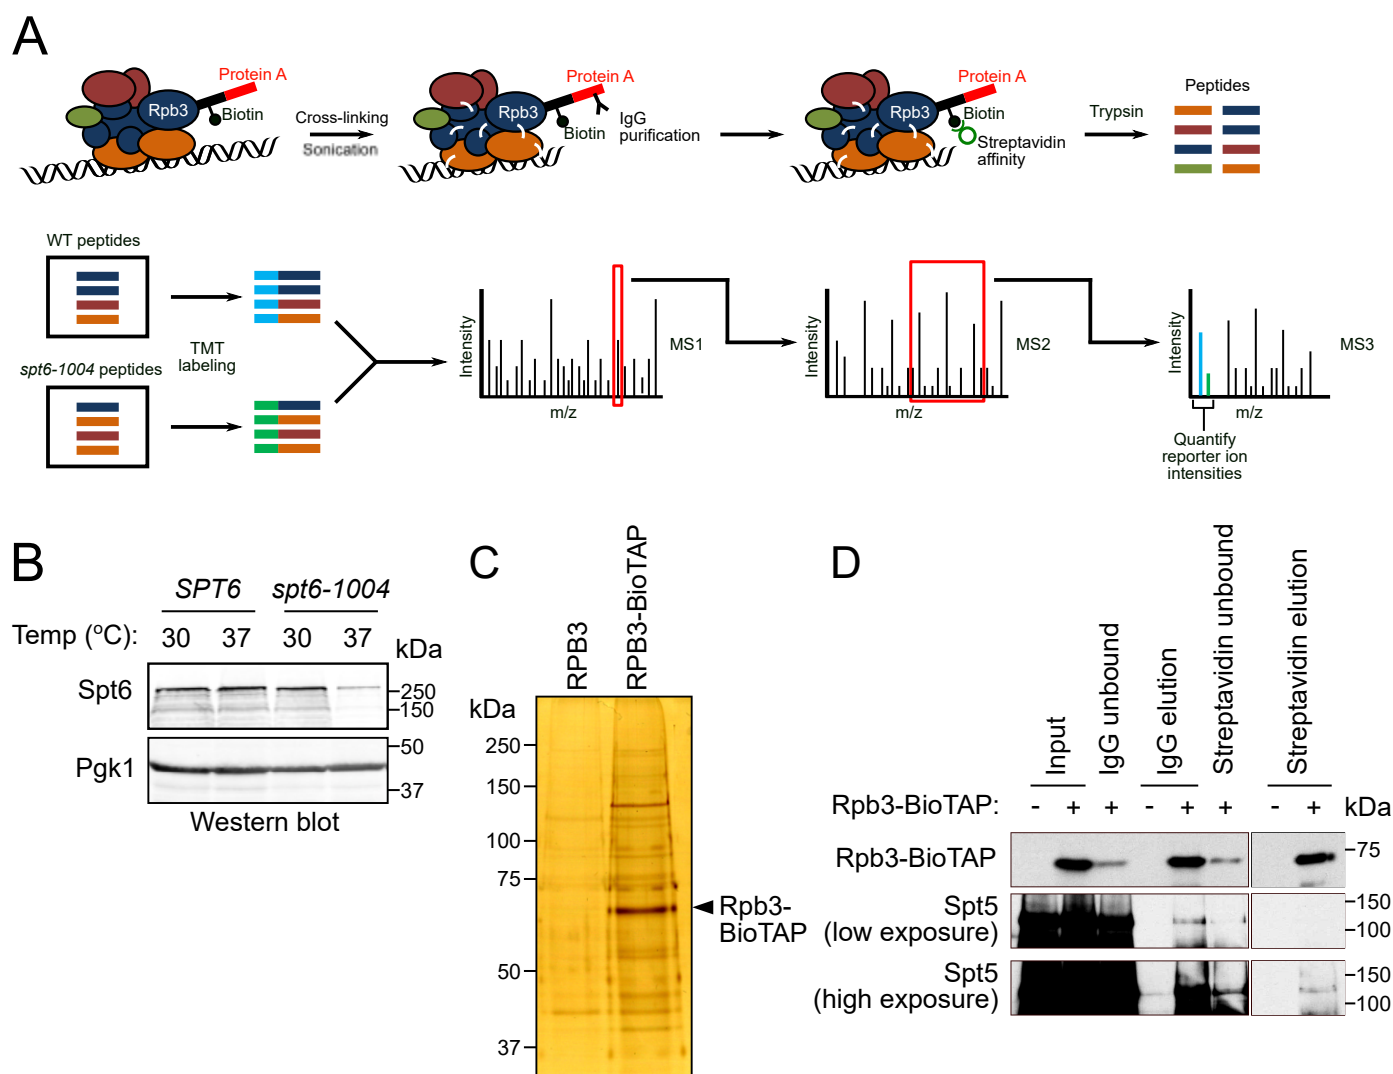 A
Protein A
Rpb3
Biotin
Cross-linking
Sonication
Protein A
Rpb3
Biotin
IgG
purification
Protein A
Rpb3
Biotin
Streptavidin
affinity
Trypsin
Peptides
WT peptides
spt6-1004 peptides
TMT
labeling
Intensity
m/z
MS1
Intensity
m/z
MS2
Intensity
m/z
MS3
Quantify
reporter ion
intensities
B
SPT6 spt6-1004
Temp (°C): 30 37 30 37 kDa
Spt6
250
150
Pgk1
50
37
Western blot
C
RPB3
RPB3-BioTAP
kDa
250
150
100
75
50
37
Rpb3-
BioTAP
D
Input
IgG unbound
IgG elution
Streptavidin unbound
Streptavidin elution
Rpb3-BioTAP: - + + - + + - + kDa
Rpb3-BioTAP
75
Spt5
(low exposure)
150
100
Spt5
(high exposure)
150
100